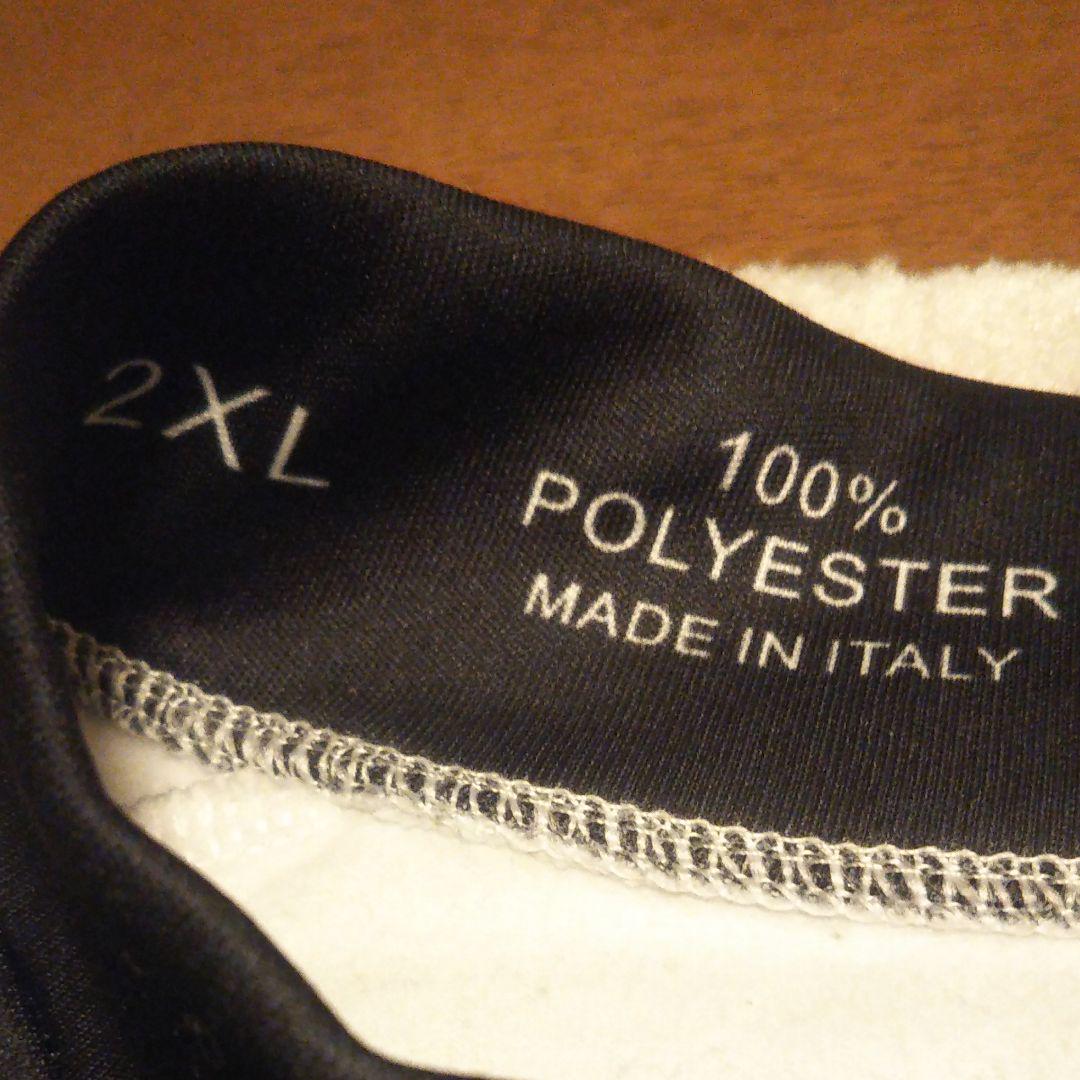 2XL
100%
POLYESTER
MADE IN ITALY